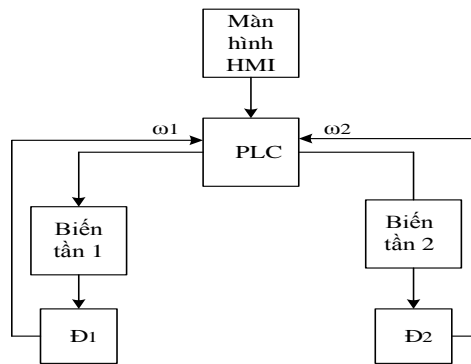 Màn
hình
HMI
ω1
ω2
PLC
Biến
tần 1
Biến
tần 2
Đ1
Đ2